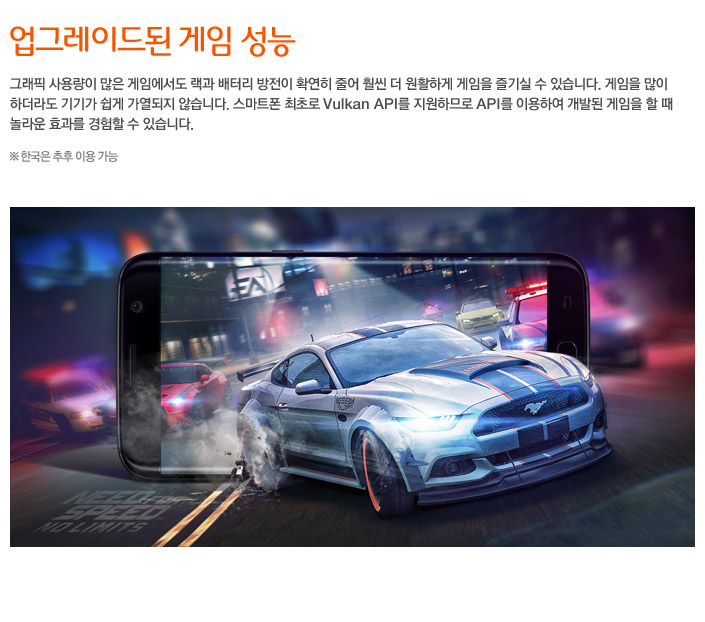 업그레이드된 게임 성능
그래픽 사용량이 많은 게임에서도 랙과 배터리 방전이 확연히 줄어 훨씬 더 원활하게 게임을 즐기실 수 있습니다. 게임을 많이
하더라도 기기가 쉽게 가열되지 않습니다. 스마트폰 최초로 Vulkan API를 지원하므로 API를 이용하여 개발된 게임을 할 때
놀라운 효과를 경험할 수 있습니다.
※ 한국은 추후 이용 가능
EA
NEED
FOR
SPEED
NO LIMITS